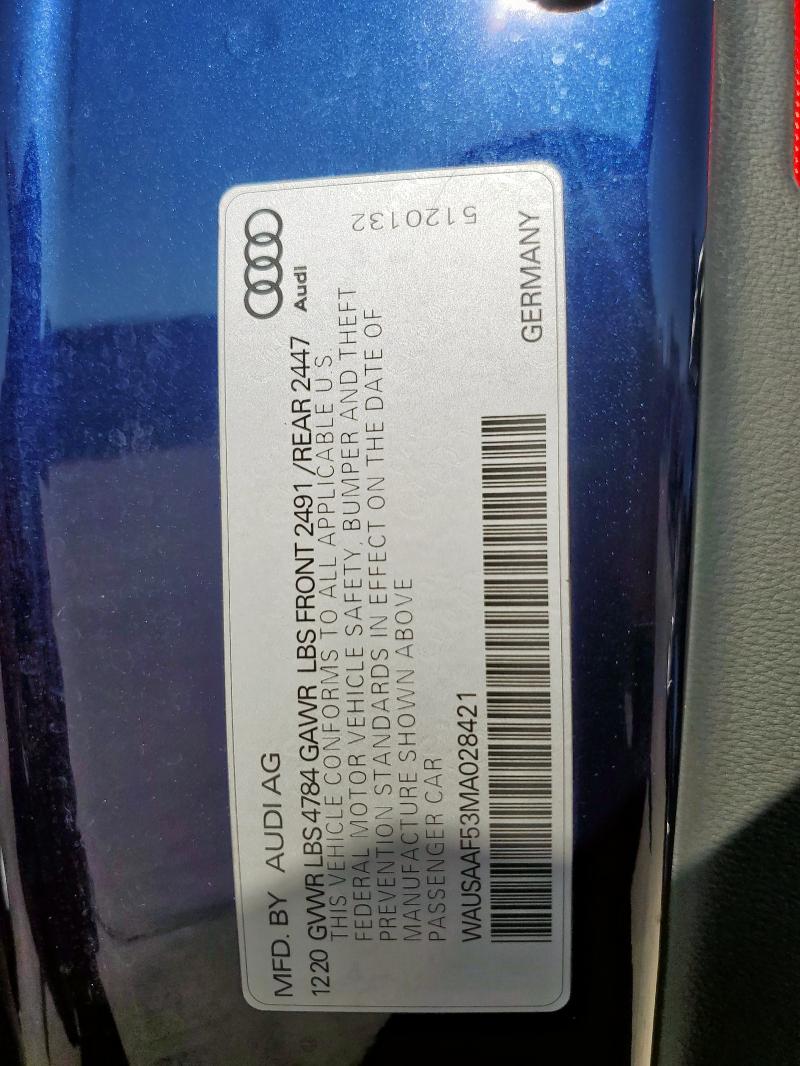 MFD. BY AUDI AG
1220 GVWR LBS 4784 GAWR LBS FRONT 2491 /REAR 2447
Audi
THIS VEHICLE CONFORMS TO ALL APPLICABLE U S
FEDERAL MOTOR VEHICLE SAFETY, BUMPER AND THEFT
PREVENTION STANDARDS IN EFFECT ON THE DATE OF
MANUFACTURE SHOWN ABOVE
PASSENGER CAR
5120132
WAUSAAF53MA028421
GERMANY